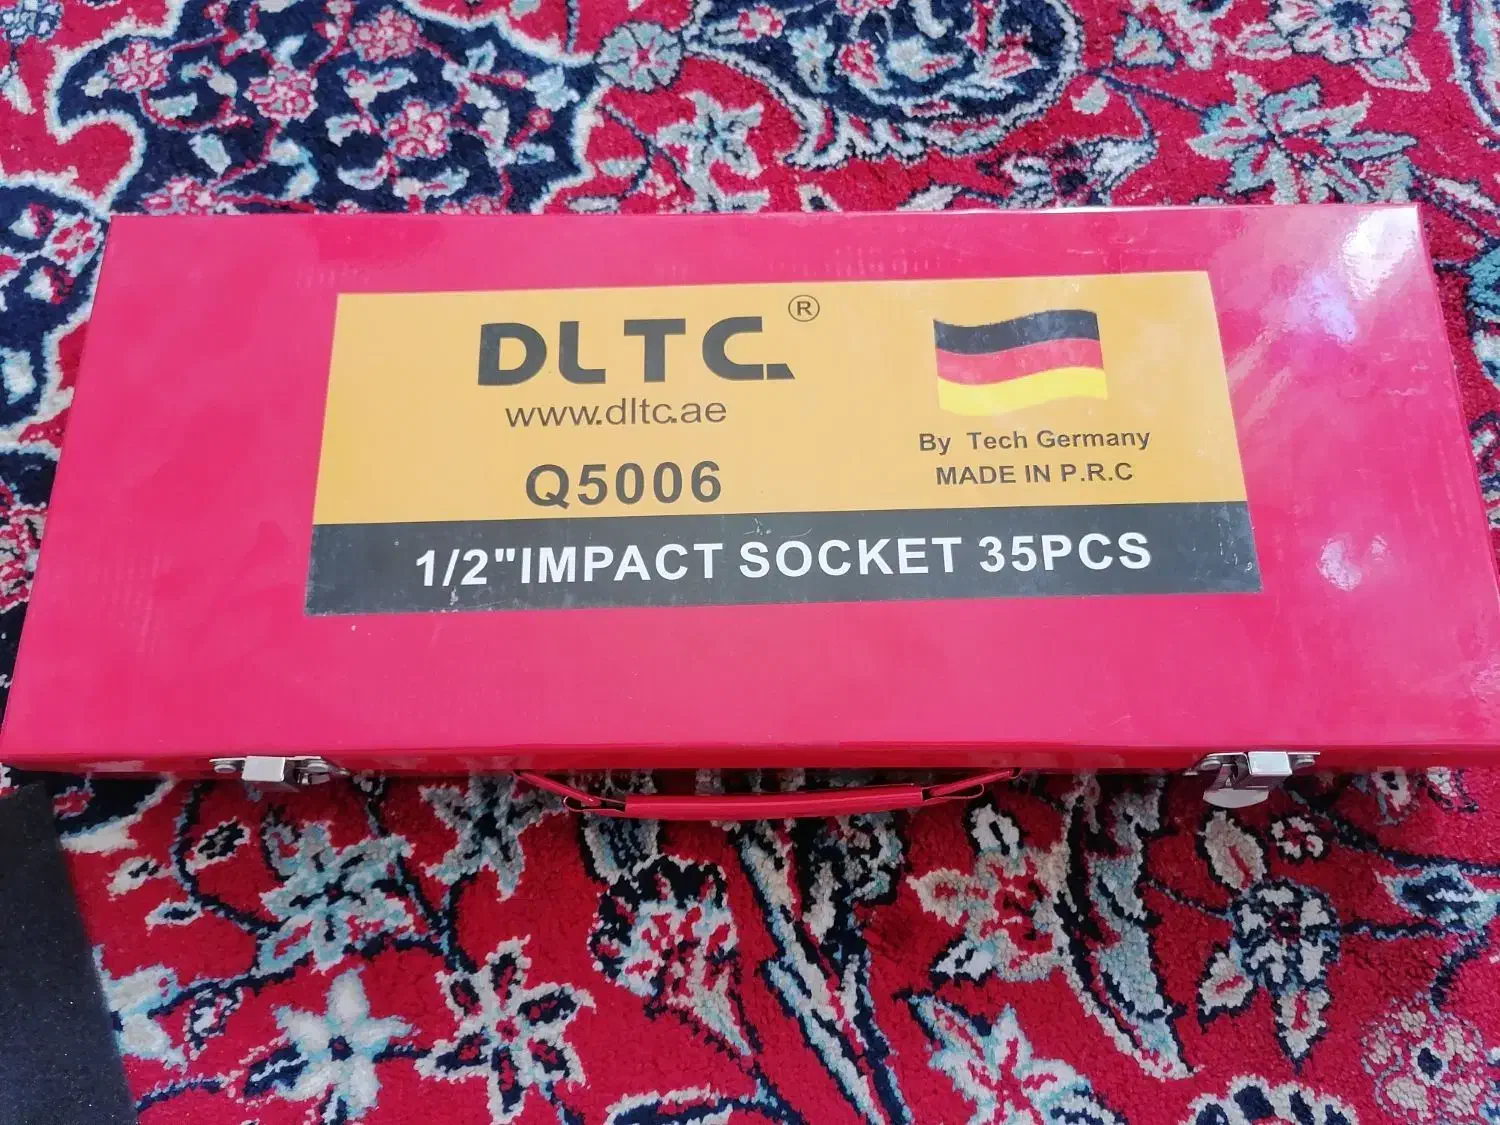 DLTC®
www.dltc.ae
Q5006
By Tech Germany
MADE IN P.R.C
1/2"IMPACT SOCKET 35PCS